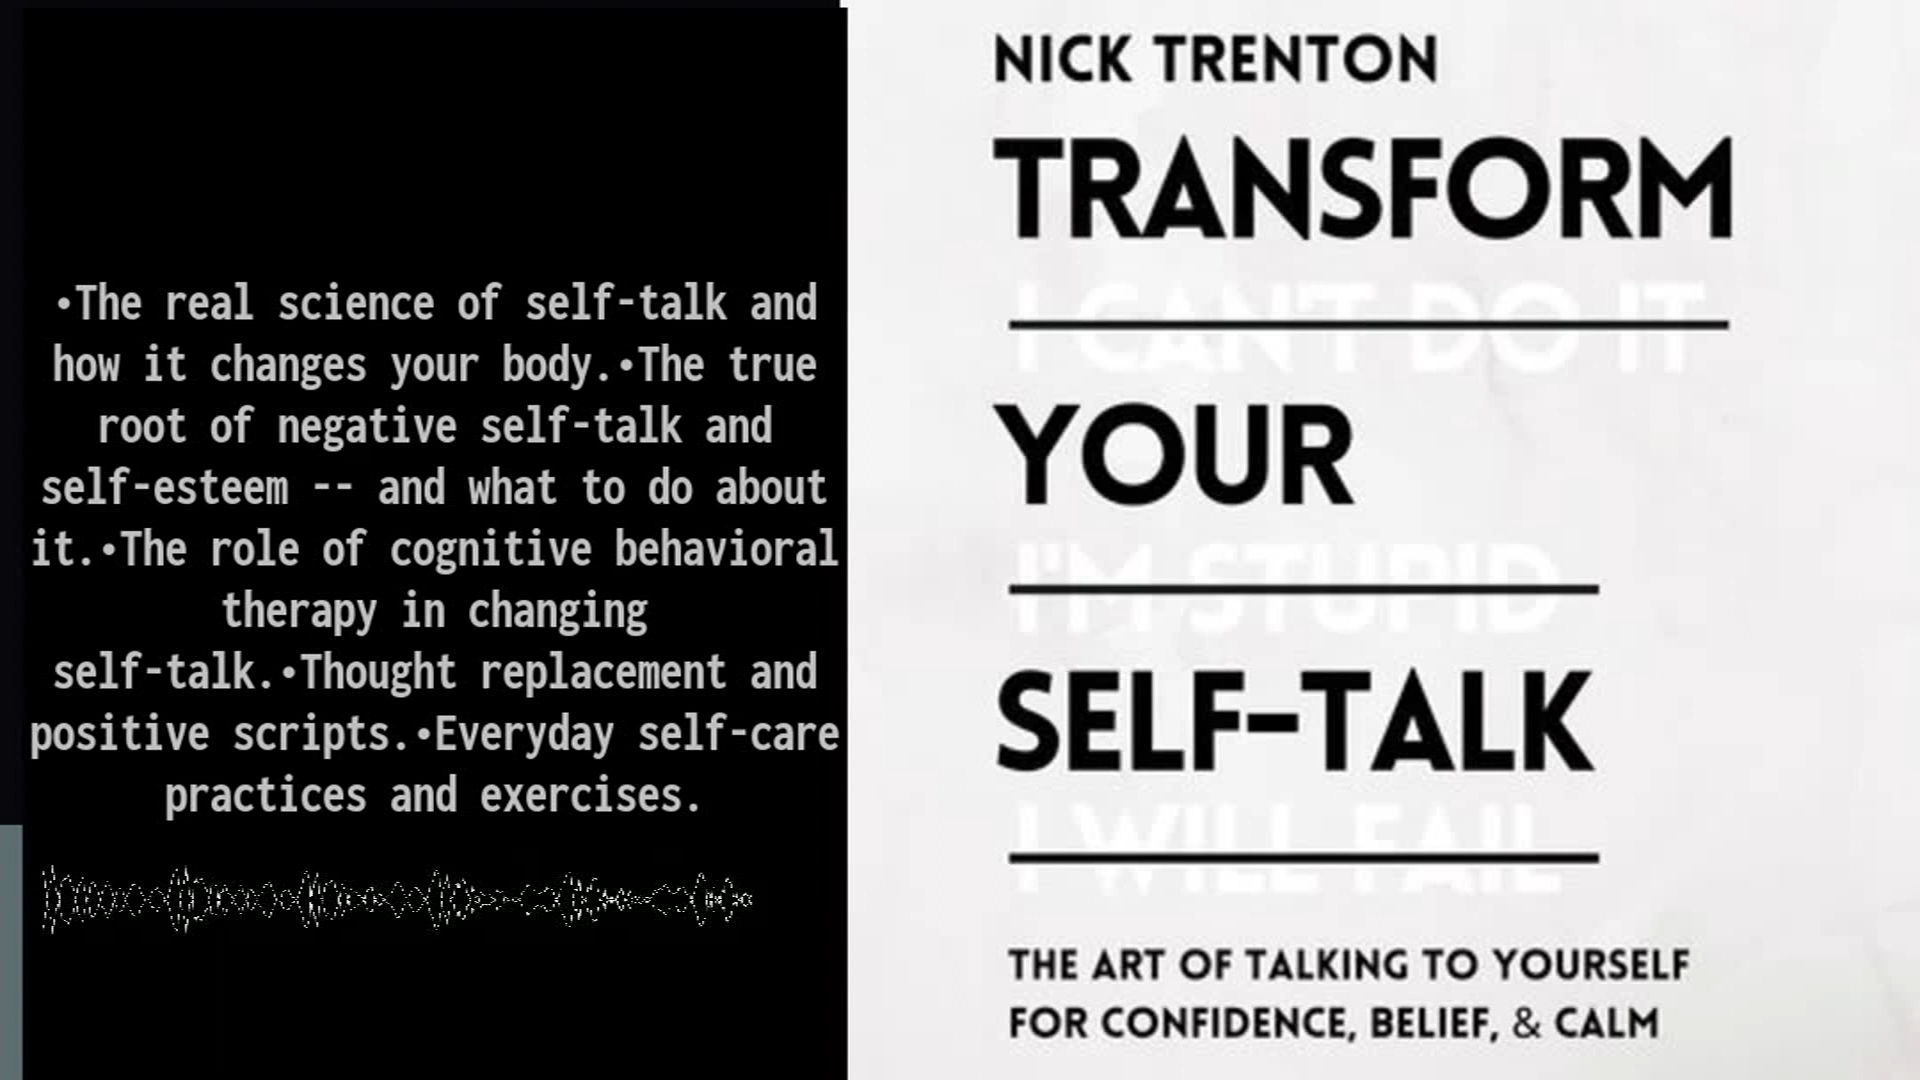 •The real science of self-talk and
how it changes your body.•The true
root of negative self-talk and
self-esteem -- and what to do about
it.•The role of cognitive behavioral
therapy in changing
self-talk.•Thought replacement and
positive scripts.•Everyday self-care
practices and exercises.
NICK TRENTON
TRANSFORM
I CAN'T DO IT
YOUR
I'M STUPID
SELF-TALK
I WILL FAIL
THE ART OF TALKING TO YOURSELF
FOR CONFIDENCE, BELIEF, & CALM